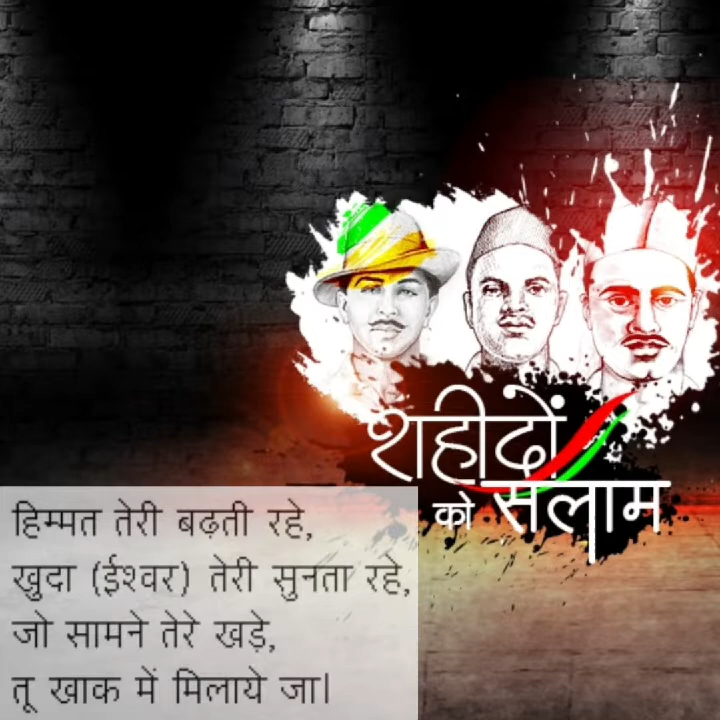 शहीदों
को सलाम
हिम्मत तेरी बढ़ती रहे,
खुदा (ईश्वर) तेरी सुनता रहे,
जो सामने तेरे खड़े,
तू खाक में मिलाये जा।